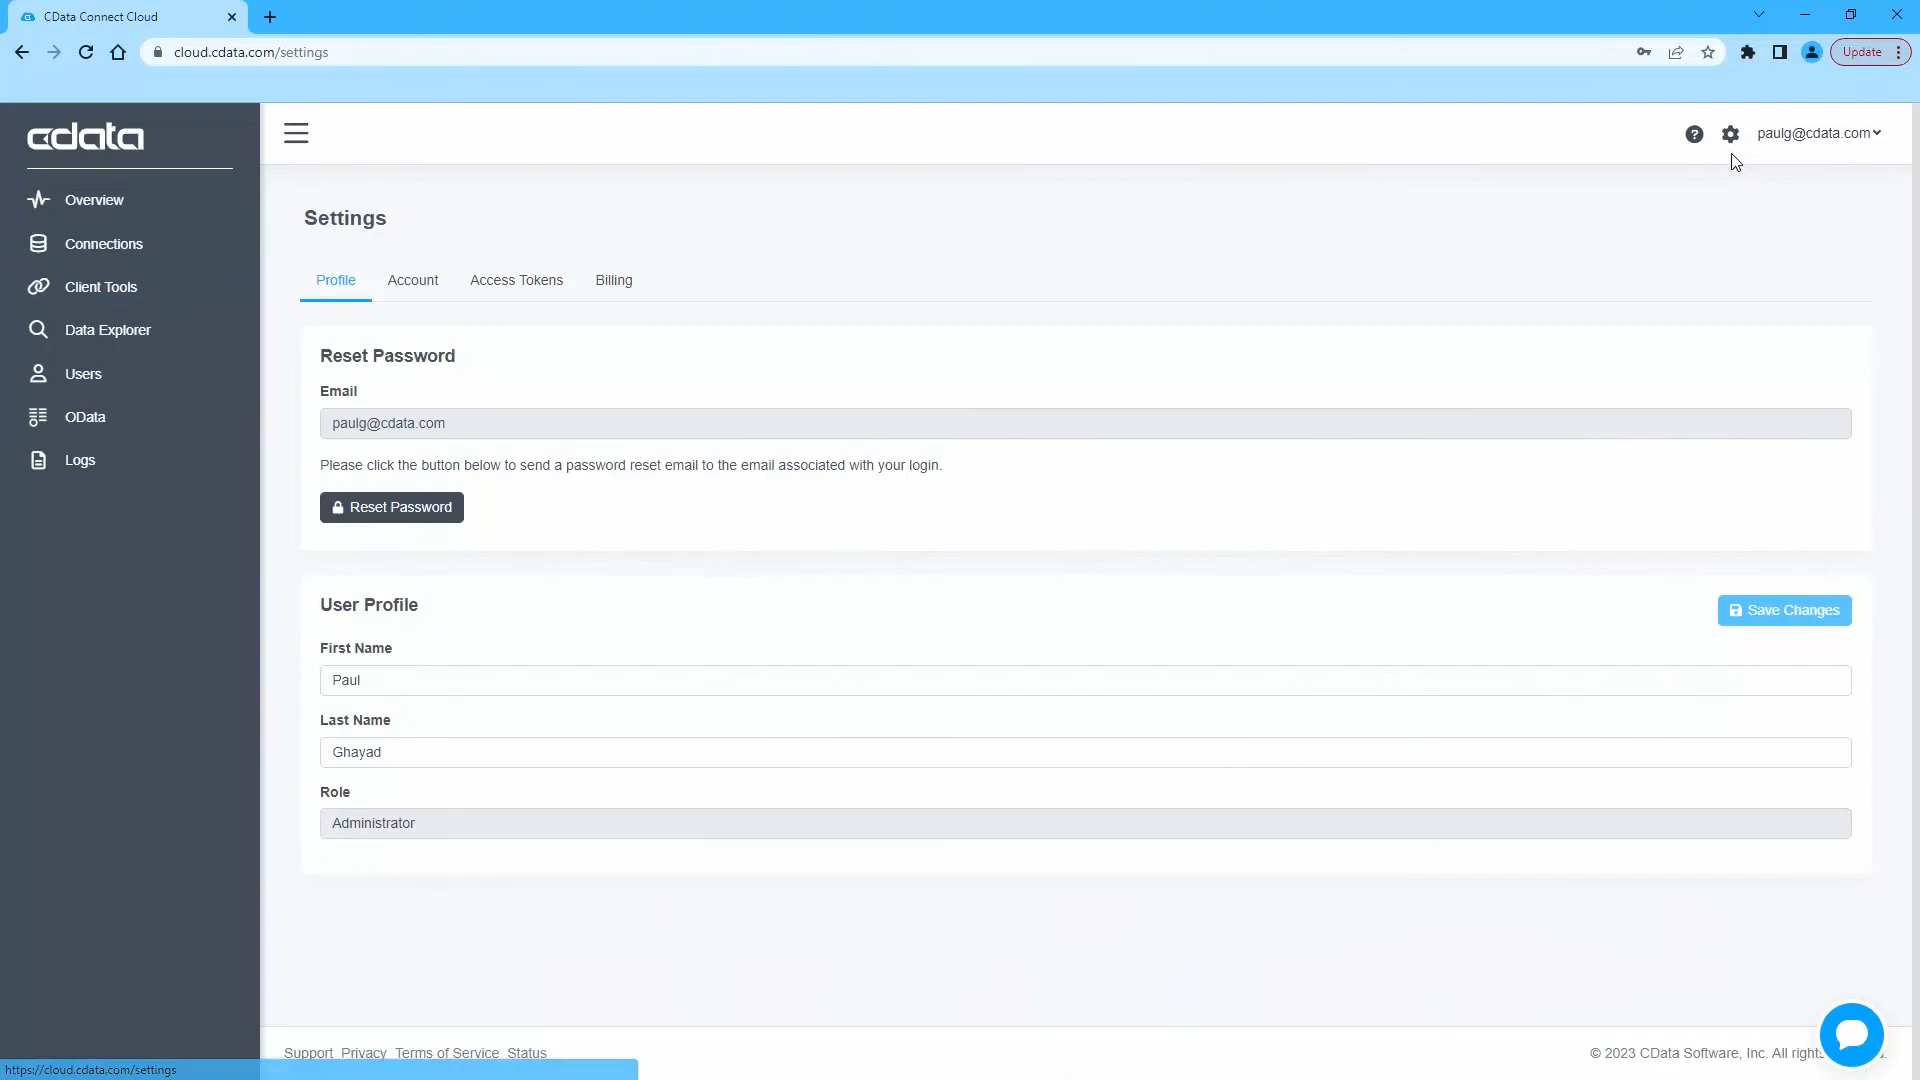 CData Connect Cloud
cloud.cdata.com/settings
Update
cdata
paulg@cdata.com
Overview
Connections
Client Tools
Data Explorer
Users
OData
Logs
Settings
Profile Account Access Tokens Billing
Reset Password
Email
paulg@cdata.com
Please click the button below to send a password reset email to the email associated with your login.
Reset Password
User Profile
Save Changes
First Name
Paul
Last Name
Ghayad
Role
Administrator
Support Privacy Terms of Service Status
© 2023 CData Software, Inc. All rights
https://cloud.cdata.com/settings